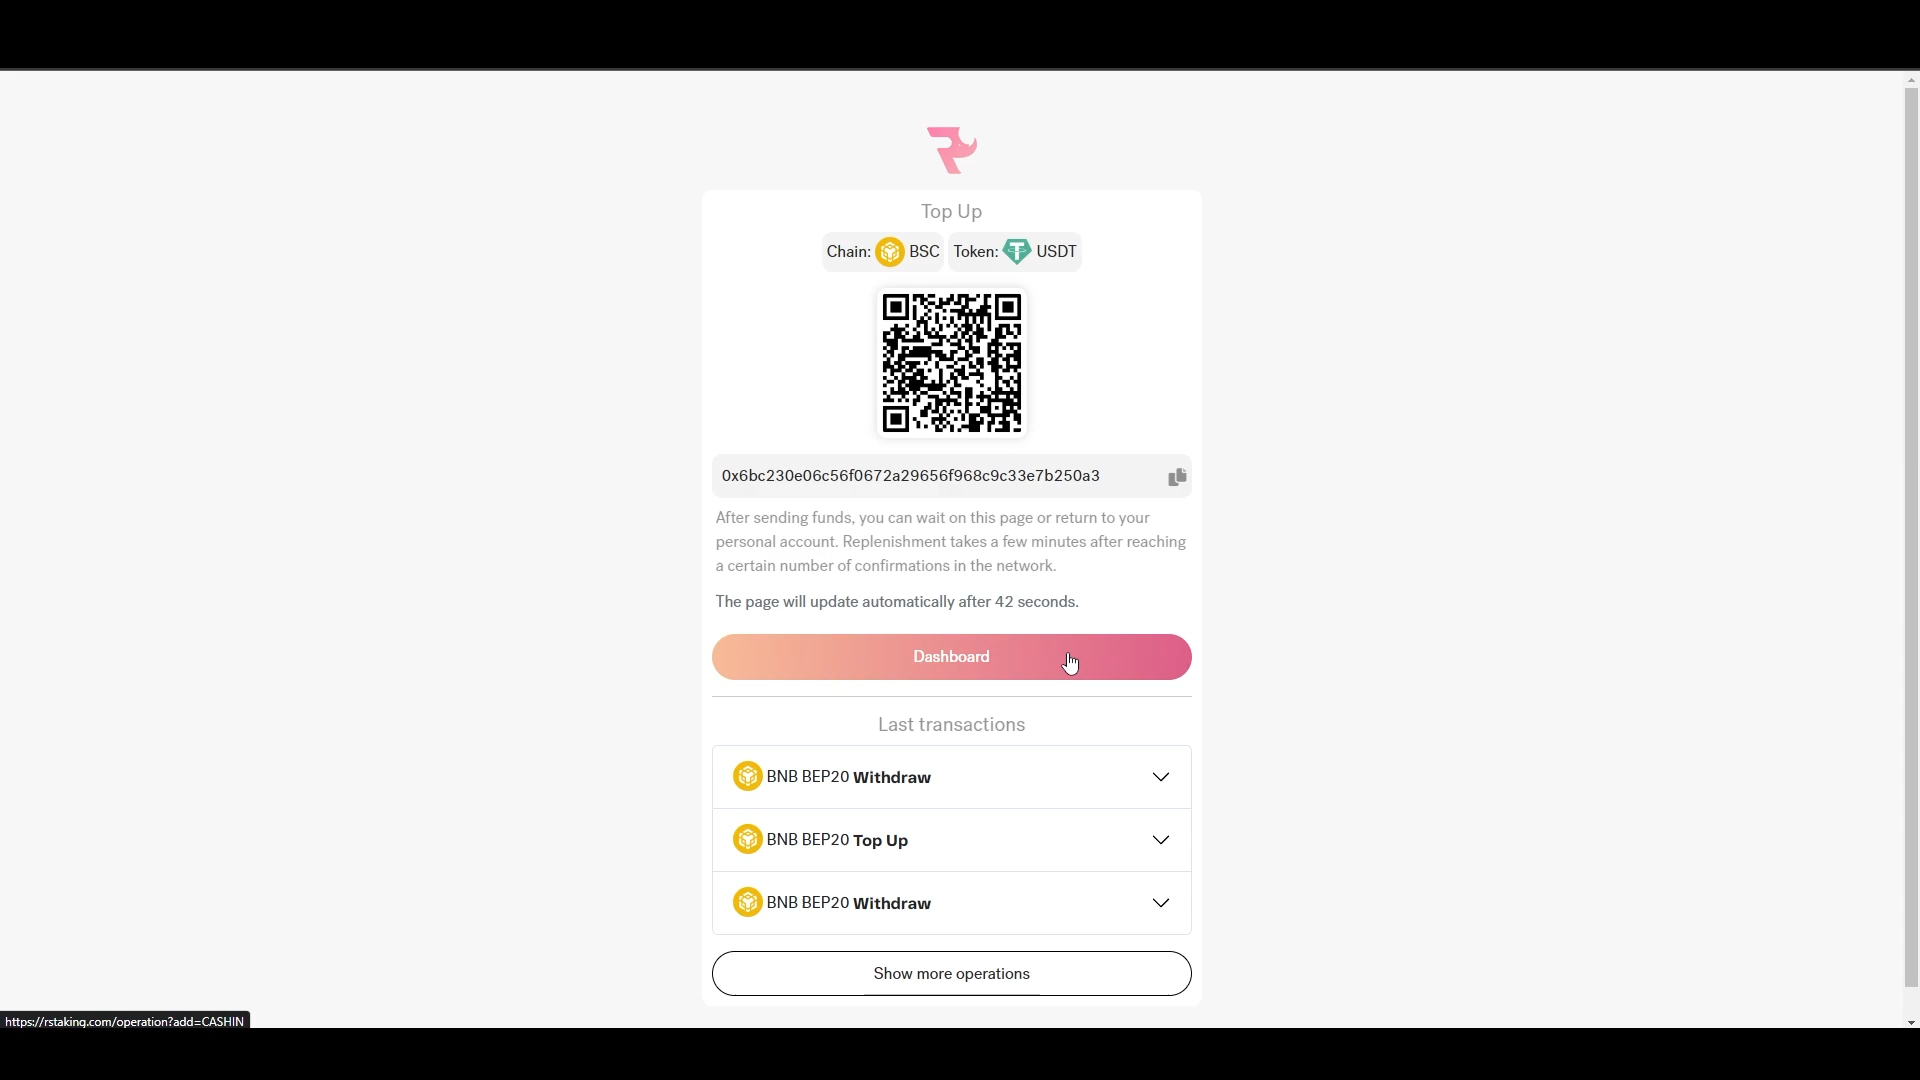 Top Up
Chain: BSC Token: USDT
0x6bc230e06c56f0672a29656f968c9c33e7b250a3
After sending funds, you can wait on this page or return to your
personal account. Replenishment takes a few minutes after reaching
a certain number of confirmations in the network.
The page will update automatically after 42 seconds.
Dashboard
Last transactions
BNB BEP20 Withdraw
BNB BEP20 Top Up
BNB BEP20 Withdraw
Show more operations
https://rstaking.com/operation?add=CASHIN